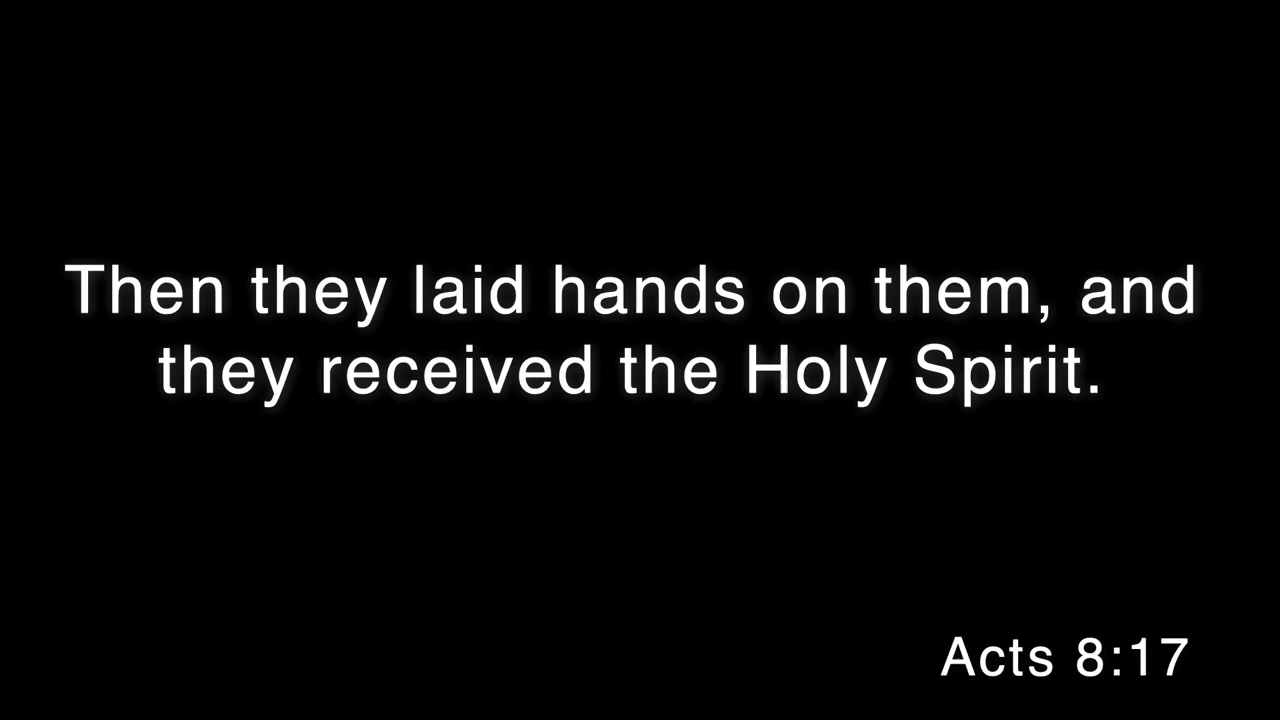 Then they laid hands on them, and
they received the Holy Spirit.
Acts 8:17